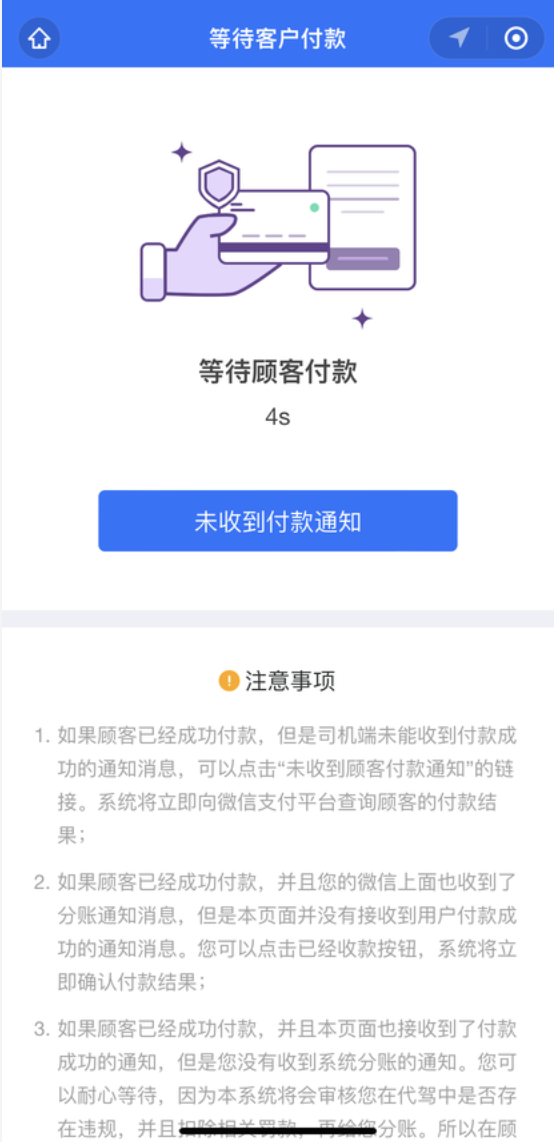 等待客户付款
等待顾客付款
4s
未收到付款通知
注意事项
1. 如果顾客已经成功付款，但是司机端未能收到付款成
功的通知消息，可以点击“未收到顾客付款通知”的链
接。系统将立即向微信支付平台查询顾客的付款结
果；
2. 如果顾客已经成功付款，并且您的微信上面也收到了
分账通知消息，但是本页面并没有接收到用户付款成
功的通知消息。您可以点击已经收款按钮，系统将立
即确认付款结果；
3. 如果顾客已经成功付款，并且本页面也接收到了付款
成功的通知，但是您没有收到系统分账的通知。您可
以耐心等待，因为本系统将会审核您在代驾中是否存
在违规，并且扣除相关罚款，再给您分账。所以在顾